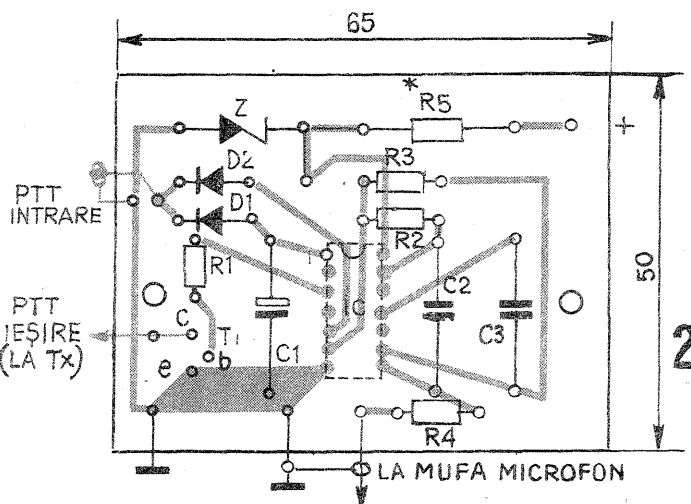 65
Z
*
R5
+
D2
R3
PTT
INTRARE
D1
R2
R1
50
C2
PTT
IEȘIRE
(LA Tx)
C
T1
C3
C1
e
b
2
R4
LA MUFA MICROFON